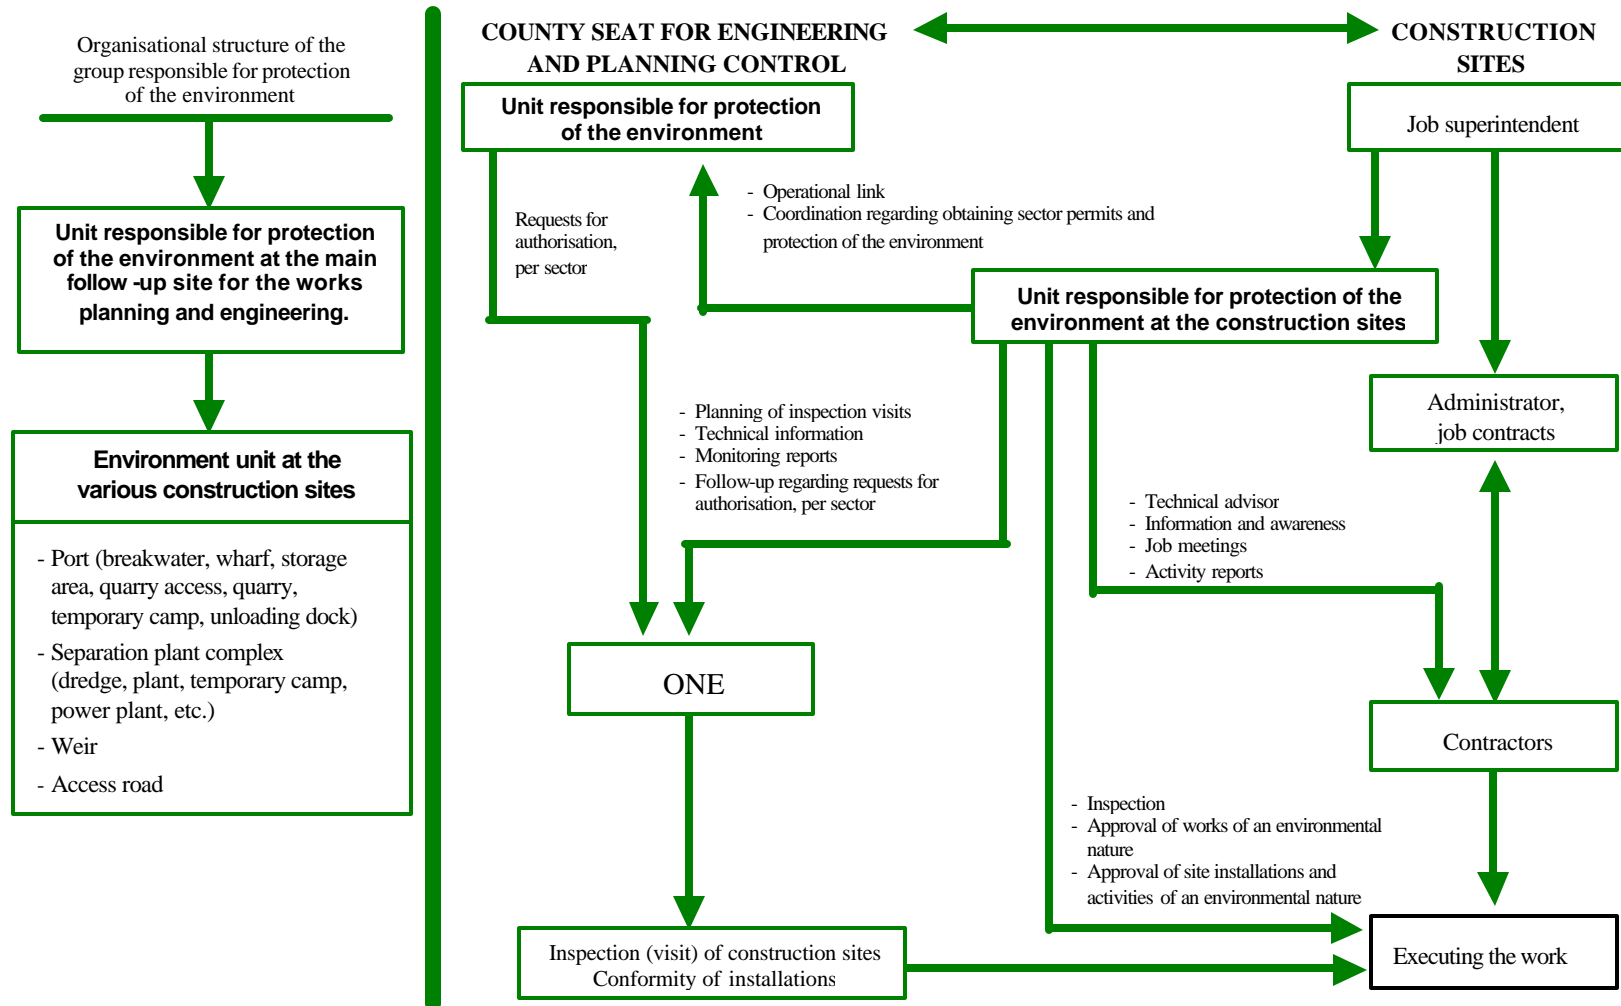 Organisational structure of the
group responsible for protection
of the environment
Unit responsible for protection
of the environment at the main
follow -up site for the works
planning and engineering.
Environment unit at the
various construction sites
- Port (breakwater, wharf, storage
area, quarry access, quarry,
temporary camp, unloading dock)
- Separation plant complex
(dredge, plant, temporary camp,
power plant, etc.)
- Weir
- Access road
COUNTY SEAT FOR ENGINEERING
AND PLANNING CONTROL
CONSTRUCTION
SITES
Unit responsible for protection
of the environment
Job superintendent
Requests for
authorisation,
per sector
- Operational link
- Coordination regarding obtaining sector permits and
protection of the environment
Unit responsible for protection of the
environment at the construction sites
Administrator,
job contracts
- Planning of inspection visits
- Technical information
- Monitoring reports
- Follow-up regarding requests for
authorisation, per sector
- Technical advisor
- Information and awareness
- Job meetings
- Activity reports
ONE
Contractors
- Inspection
- Approval of works of an environmental
nature
- Approval of site installations and
activities of an environmental nature
Inspection (visit) of construction sites
Conformity of installations
Executing the work